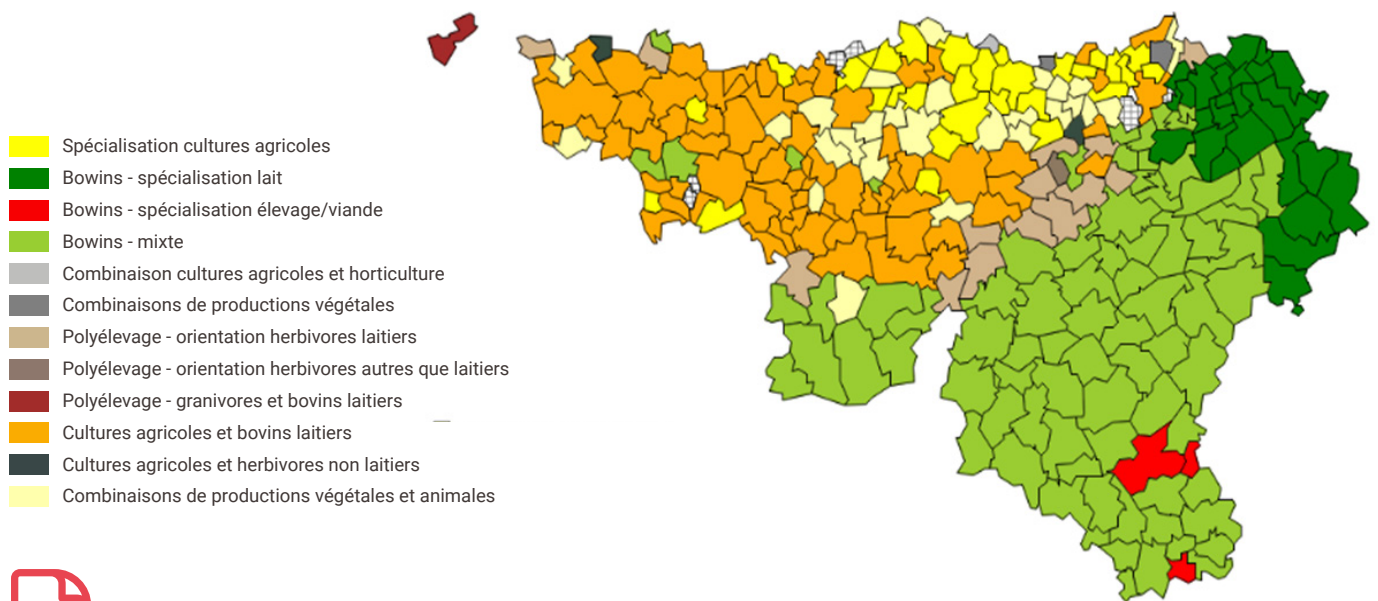 Spécialisation cultures agricoles
Bowins - spécialisation lait
Bowins - spécialisation élevage/viande
Bowins - mixte
Combinaison cultures agricoles et horticulture
Combinaisons de productions végétales
Polyélevage - orientation herbivores laitiers
Polyélevage - orientation herbivores autres que laitiers
Polyélevage - granivores et bovins laitiers
Cultures agricoles et bovins laitiers
Cultures agricoles et herbivores non laitiers
Combinaisons de productions végétales et animales